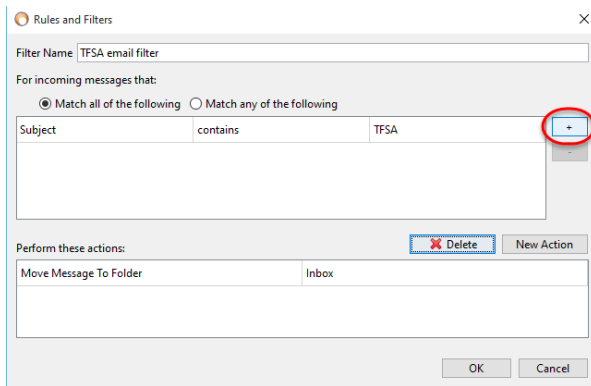 Rules and Filters
Filter Name TFSA email filter
For incoming messages that:
Match all of the following Match any of the following
Subject contains TFSA +
-
Perform these actions: Delete New Action
Move Message To Folder Inbox
OK Cancel